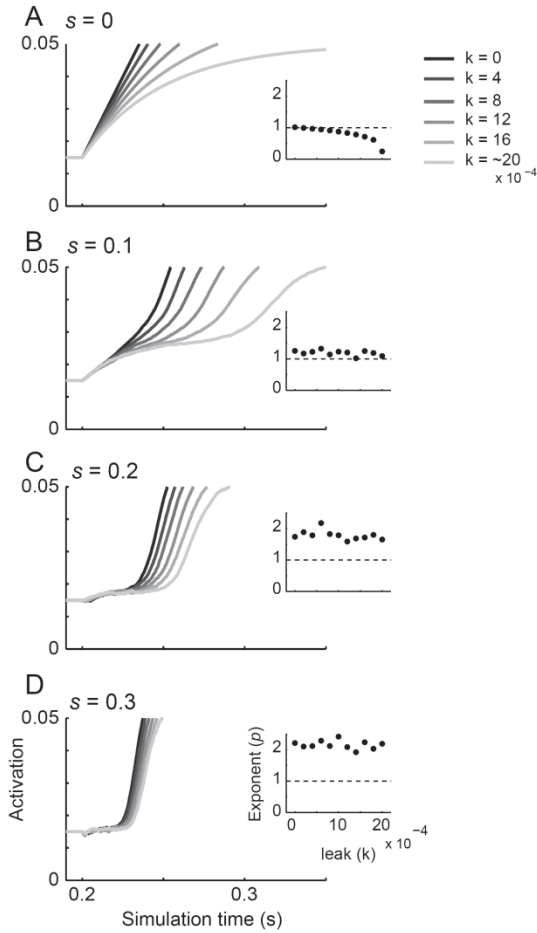 A
s = 0
0.05
0
2
1
0
k = 0
k = 4
k = 8
k = 12
k = 16
k = ~20
x 10⁻⁴
B
s = 0.1
0.05
0
2
1
0
C
s = 0.2
0.05
0
2
1
0
D
s = 0.3
0.05
0
Activation
0.2
0.3
Simulation time (s)
Exponent (p)
2
1
0
0
10
20
x 10⁻⁴
leak (k)